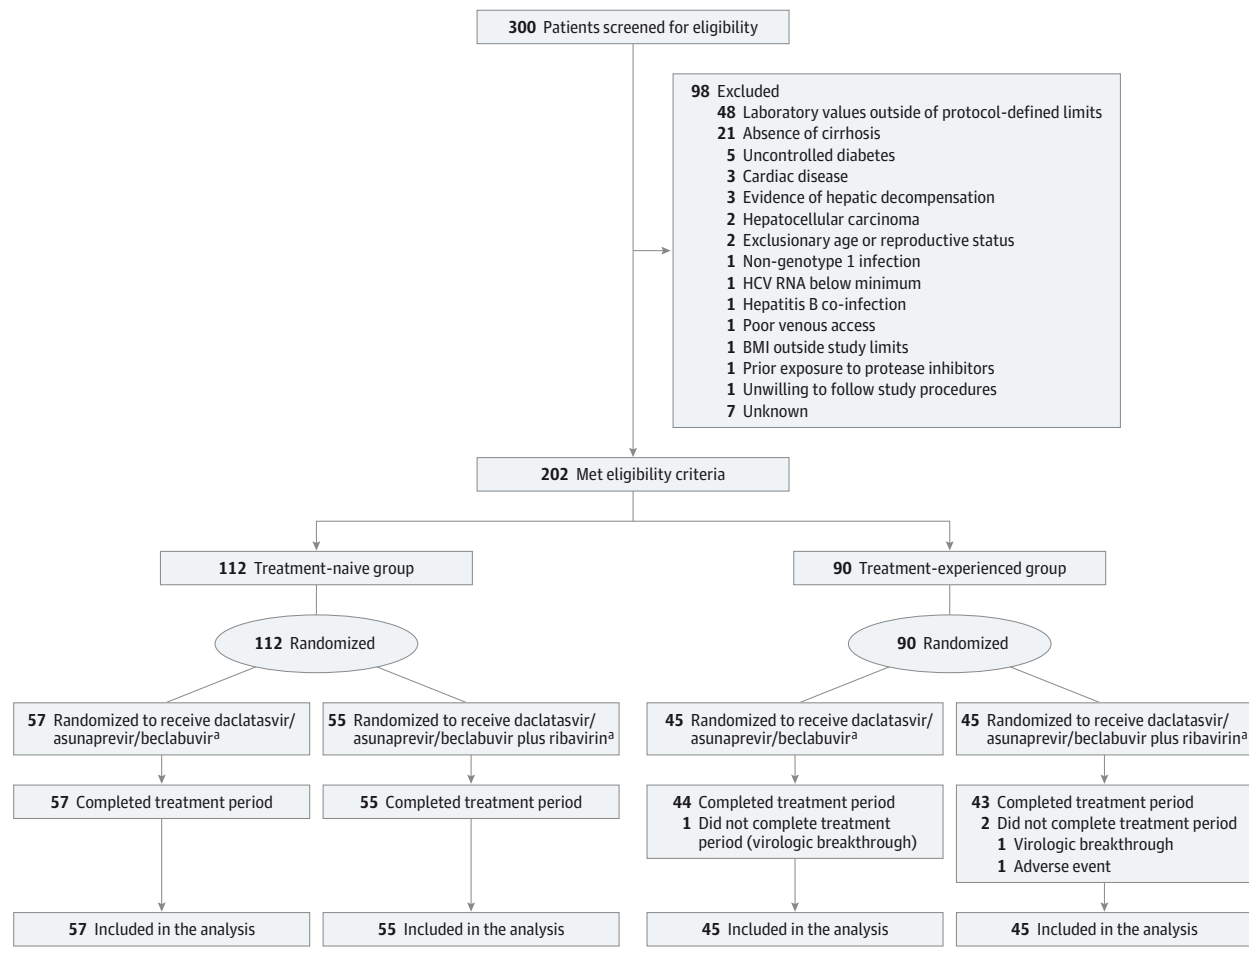 300 Patients screened for eligibility
98 Excluded
48 Laboratory values outside of protocol-defined limits
21 Absence of cirrhosis
5 Uncontrolled diabetes
3 Cardiac disease
3 Evidence of hepatic decompensation
2 Hepatocellular carcinoma
2 Exclusionary age or reproductive status
1 Non-genotype 1 infection
1 HCV RNA below minimum
1 Hepatitis B co-infection
1 Poor venous access
1 BMI outside study limits
1 Prior exposure to protease inhibitors
1 Unwilling to follow study procedures
7 Unknown
202 Met eligibility criteria
112 Treatment-naive group
90 Treatment-experienced group
112 Randomized
90 Randomized
57 Randomized to receive daclatasvir/
asunaprevir/beclabuvirᵃ
55 Randomized to receive daclatasvir/
asunaprevir/beclabuvir plus ribavirinᵃ
45 Randomized to receive daclatasvir/
asunaprevir/beclabuvirᵃ
45 Randomized to receive daclatasvir/
asunaprevir/beclabuvir plus ribavirinᵃ
57 Completed treatment period
55 Completed treatment period
44 Completed treatment period
1 Did not complete treatment
period (virologic breakthrough)
43 Completed treatment period
2 Did not complete treatment period
1 Virologic breakthrough
1 Adverse event
57 Included in the analysis
55 Included in the analysis
45 Included in the analysis
45 Included in the analysis